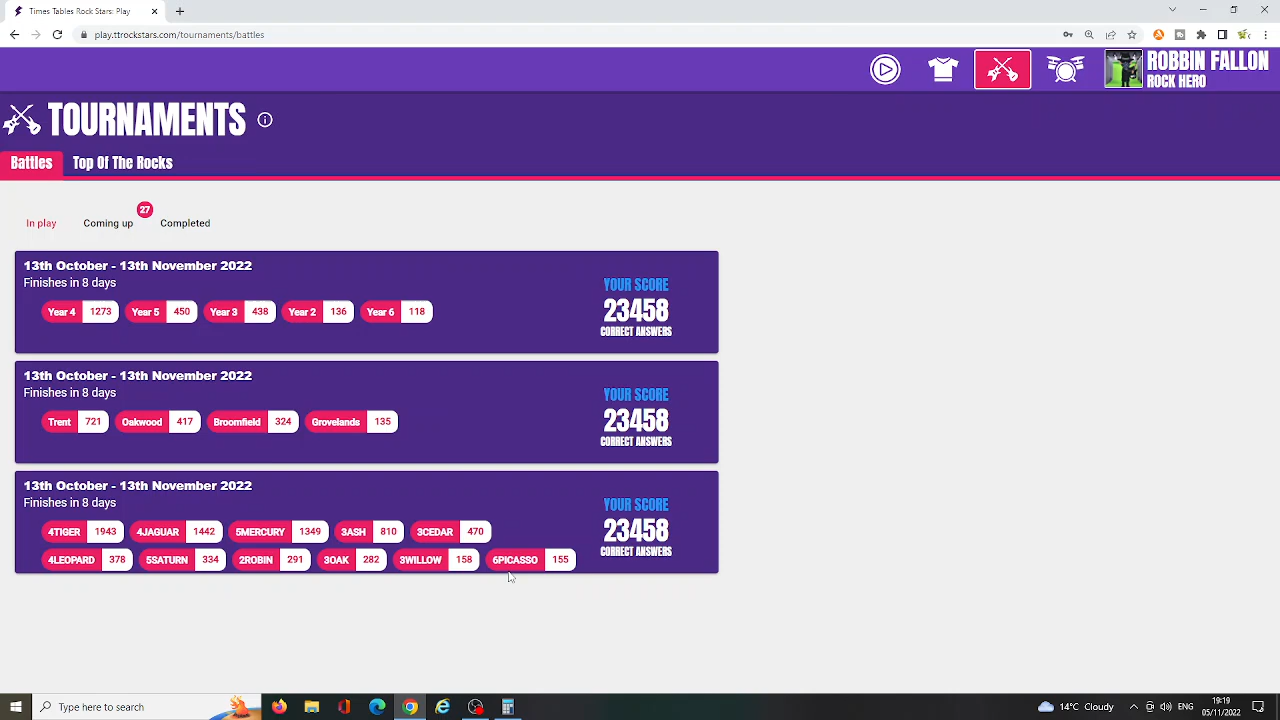 Times Tables Rock Stars: Play
play.ttrockstars.com/tournaments/battles
ROBBIN FALLON
ROCK HERO
TOURNAMENTS
Battles Top Of The Rocks
27
In play Coming up Completed
13th October - 13th November 2022
Finishes in 8 days
Year 4 1273 Year 5 450 Year 3 438 Year 2 136 Year 6 118
YOUR SCORE
23458
CORRECT ANSWERS
13th October - 13th November 2022
Finishes in 8 days
Trent 721 Oakwood 417 Broomfield 324 Grovelands 135
YOUR SCORE
23458
CORRECT ANSWERS
13th October - 13th November 2022
Finishes in 8 days
4TIGER 1943 4JAGUAR 1442 5MERCURY 1349 3ASH 810 3CEDAR 470
4LEOPARD 378 5SATURN 334 2ROBIN 291 3OAK 282 3WILLOW 158 6PICASSO 155
YOUR SCORE
23458
CORRECT ANSWERS
Type here to search
14°C Cloudy
ENG
19:19
05/11/2022